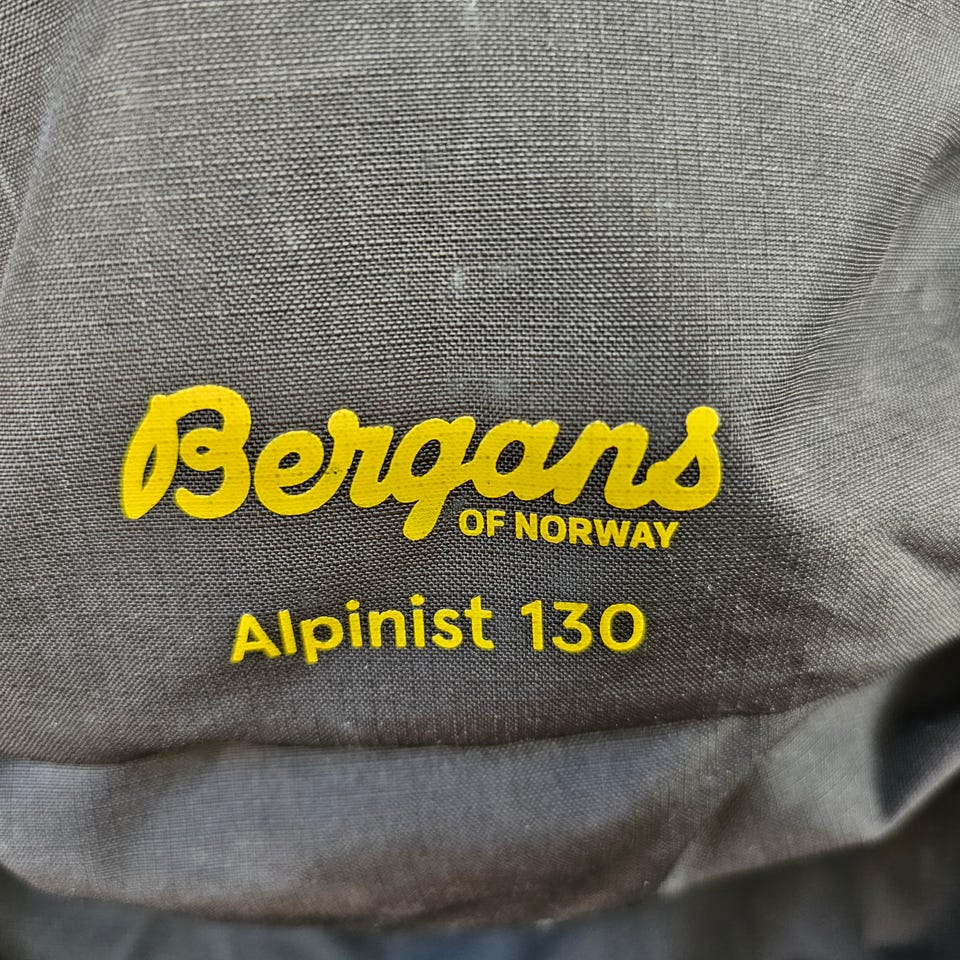 Bergans
OF NORWAY
Alpinist 130